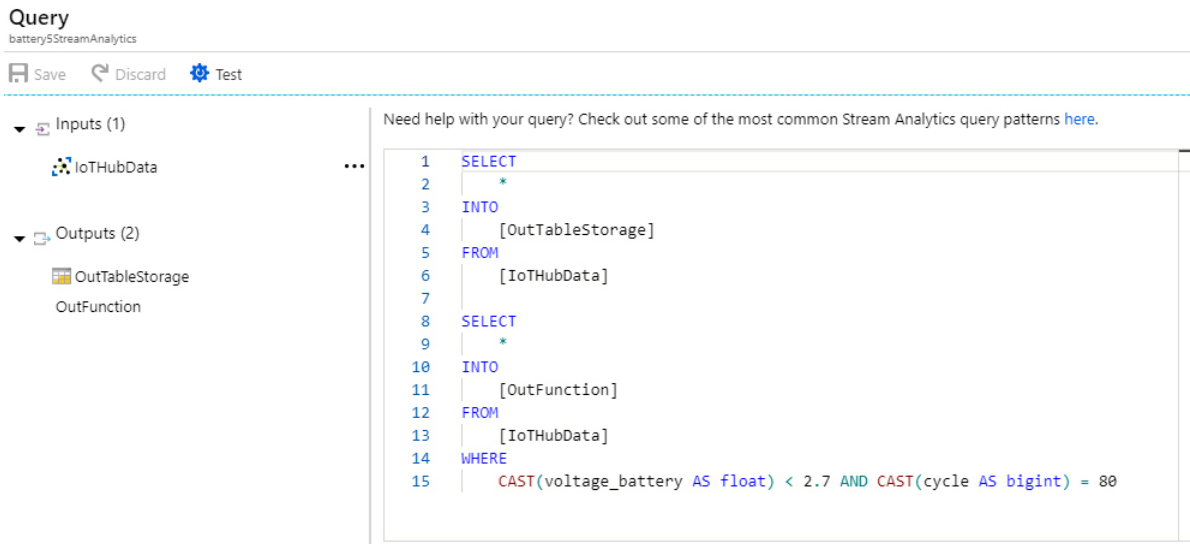 Query
battery5StreamAnalytics
Save Discard Test
Inputs (1)
IoTHubData ...
Outputs (2)
OutTableStorage
OutFunction
Need help with your query? Check out some of the most common Stream Analytics query patterns here.
1 SELECT
2 *
3 INTO
4 [OutTableStorage]
5 FROM
6 [IoTHubData]
7
8 SELECT
9 *
10 INTO
11 [OutFunction]
12 FROM
13 [IoTHubData]
14 WHERE
15 CAST(voltage_battery AS float) < 2.7 AND CAST(cycle AS bigint) = 80